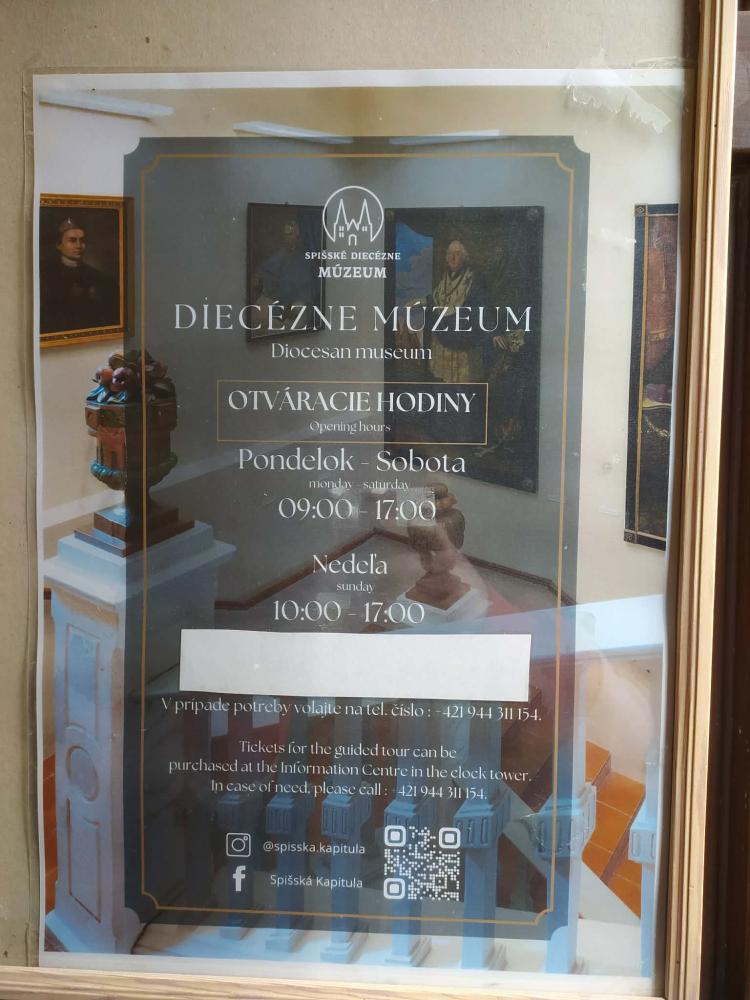 SPIŠSKÉ DIECÉZNE
MÚZEUM
DIECÉZNE MÚZEUM
Diocesan museum
OTVÁRACIE HODINY
Opening hours
Pondelok - Sobota
monday - saturday
09:00 - 17:00
Nedeľa
sunday
10:00 - 17:00
V prípade potreby volajte na tel. číslo : +421 944 311 154.
Tickets for the guided tour can be
purchased at the Information Centre in the clock tower.
In case of need, please call : +421 944 311 154.
@spisska.kapitula
Spišská Kapitula